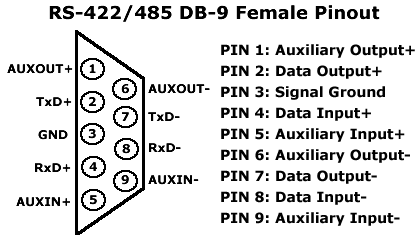 RS-422/485 DB-9 Female Pinout
AUXOUT+
1
TxD+
2
GND
3
RxD+
4
AUXIN+
5
6
AUXOUT-
7
TxD-
8
RxD-
9
AUXIN-
PIN 1: Auxiliary Output+
PIN 2: Data Output+
PIN 3: Signal Ground
PIN 4: Data Input+
PIN 5: Auxiliary Input+
PIN 6: Auxiliary Output-
PIN 7: Data Output-
PIN 8: Data Input-
PIN 9: Auxiliary Input-